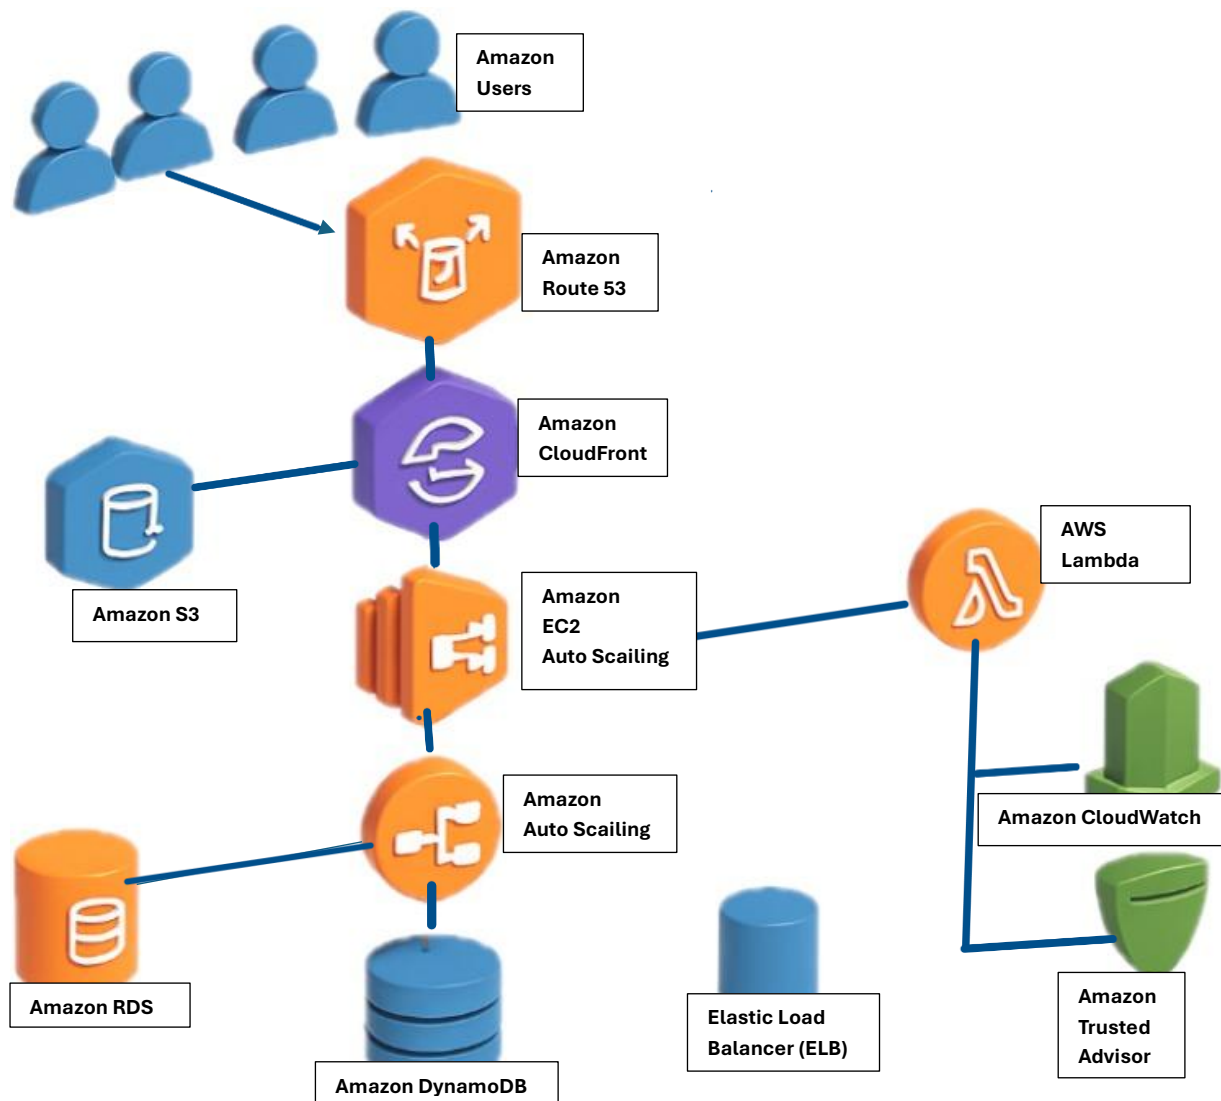 Amazon
Users
Amazon
Route 53
Amazon
CloudFront
Amazon S3
Amazon
EC2
Auto Scailing
AWS
Lambda
Amazon
Auto Scailing
Amazon CloudWatch
Amazon RDS
Amazon DynamoDB
Elastic Load
Balancer (ELB)
Amazon
Trusted
Advisor